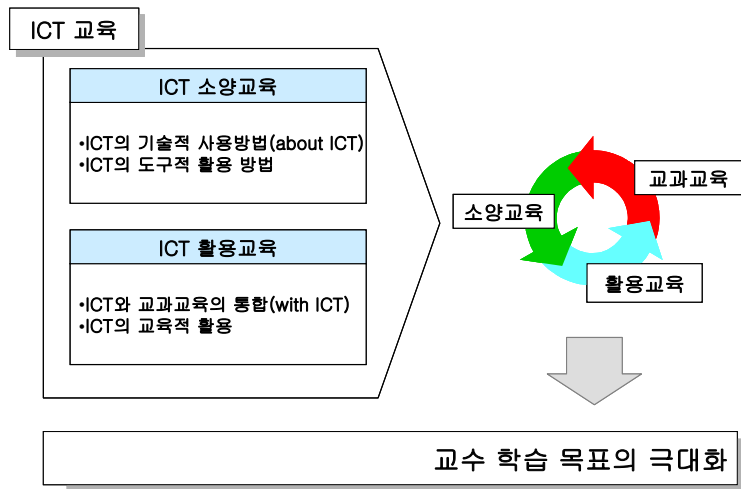 ICT 교육
ICT 소양교육
•ICT의 기술적 사용방법(about ICT)
•ICT의 도구적 활용 방법
ICT 활용교육
•ICT와 교과교육의 통합(with ICT)
•ICT의 교육적 활용
교과교육
소양교육
활용교육
교수 학습 목표의 극대화